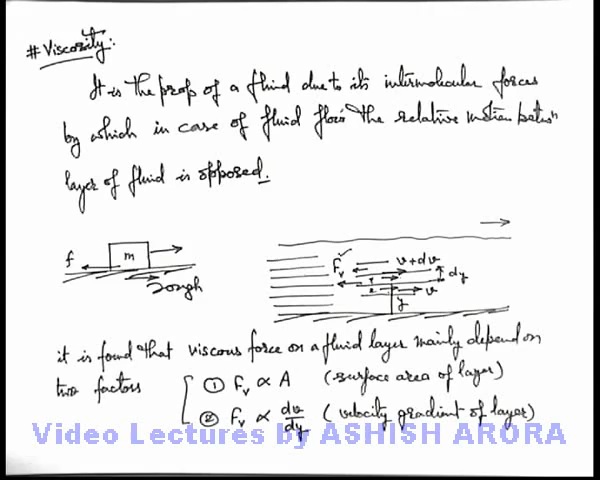 # Viscosity:
It is the prop of a fluid due to its intermolecular forces
by which in case of fluid flow the relative motion between
layer of fluid is opposed.
f m
rough
Fv v+dv
dy
v
y
it is found that viscous force on a fluid layer mainly depend on
two factors ① Fv ∝ A (surface area of layer)
② Fv ∝ dv/dy (velocity gradient of layer)
Video Lectures by ASHISH ARORA